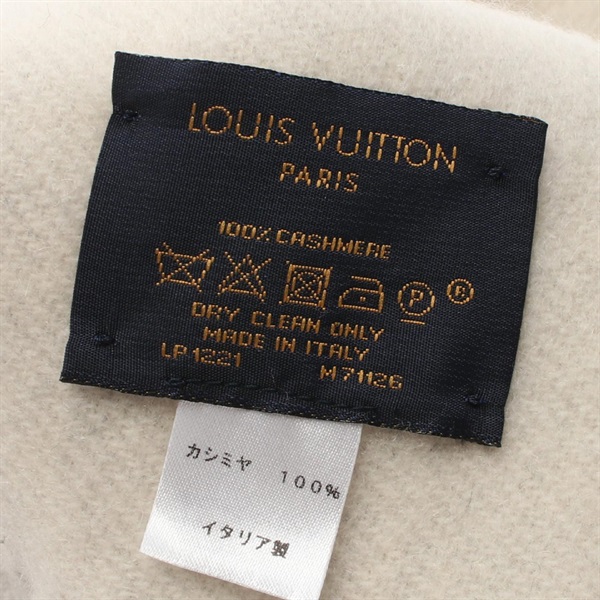 LOUIS VUITTON
PARIS
100% CASHMERE
P ®
DRY CLEAN ONLY
MADE IN ITALY
LP1221 M71126
カシミヤ 100%
イタリア製